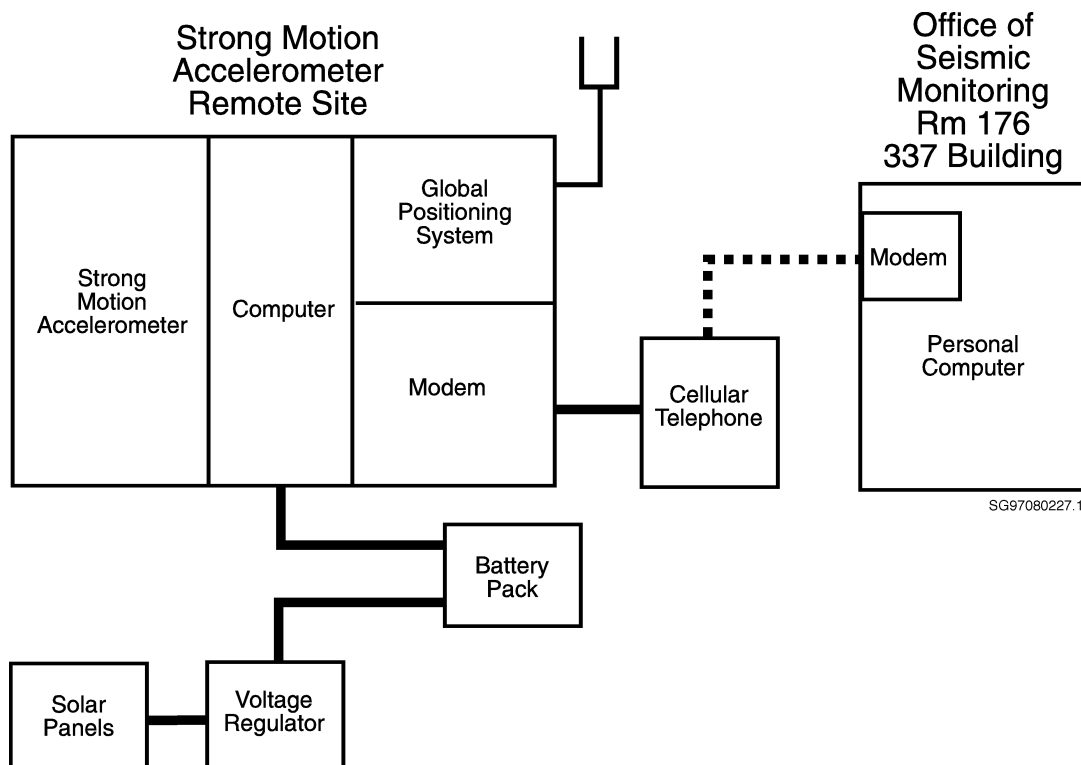 Strong Motion
Accelerometer
Remote Site
Office of
Seismic
Monitoring
Rm 176
337 Building
Strong
Motion
Accelerometer
Computer
Global
Positioning
System
Modem
Cellular
Telephone
Modem
Personal
Computer
SG97080227.1
Battery
Pack
Solar
Panels
Voltage
Regulator